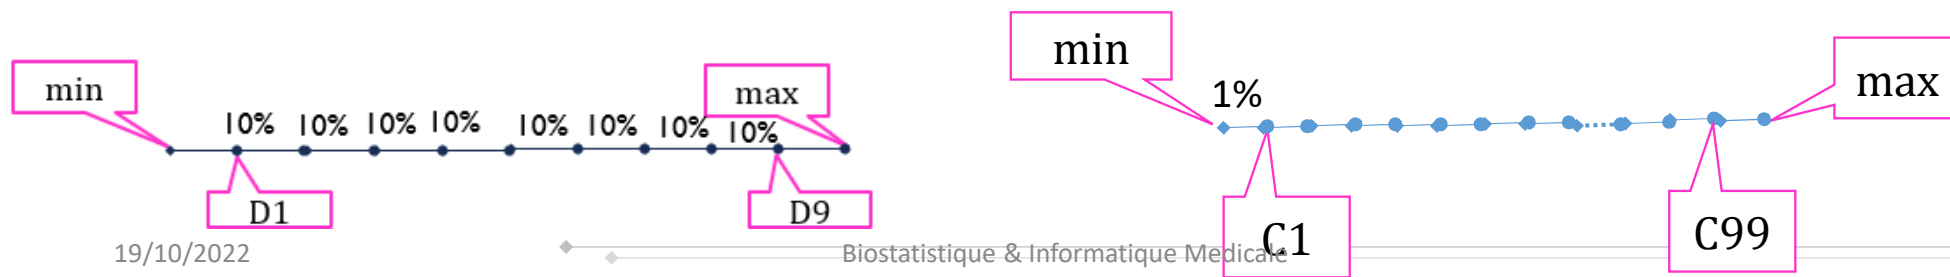 min
10% 10% 10% 10% 10% 10% 10% 10%
max
D1
D9
min
1%
max
C1
C99
19/10/2022
Biostatistique & Informatique Medicale